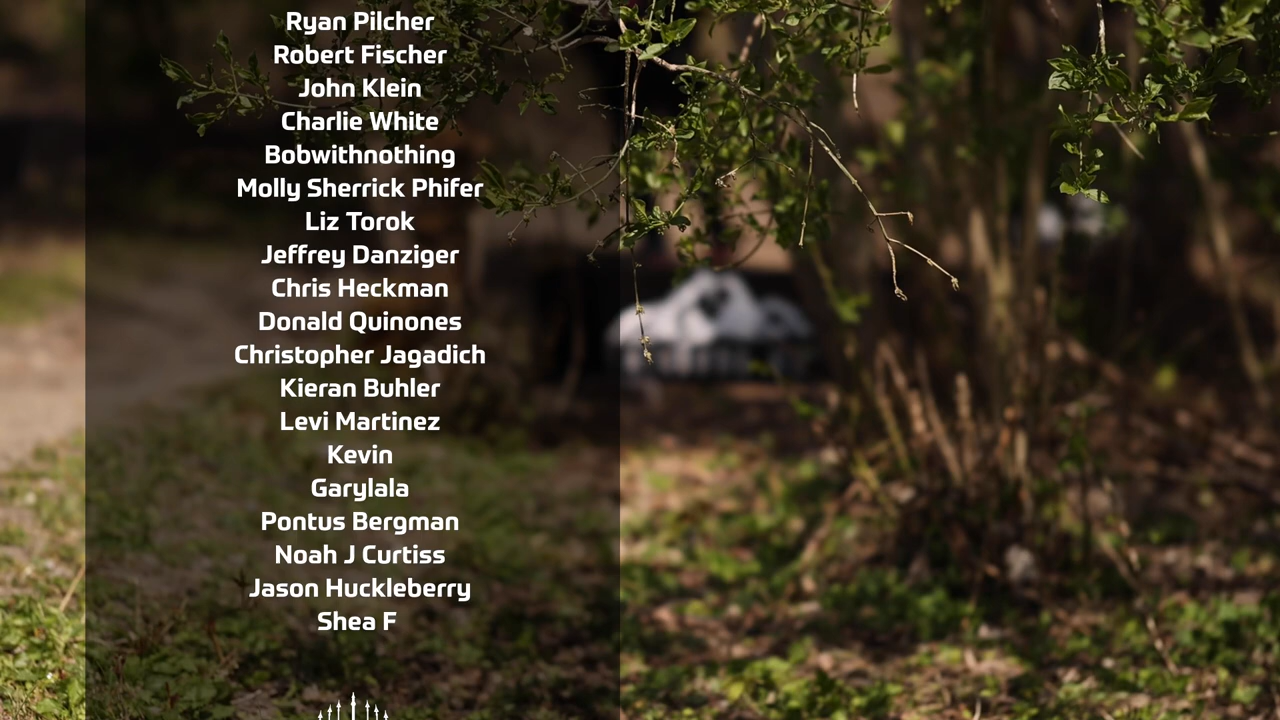 Ryan Pilcher
Robert Fischer
John Klein
Charlie White
Bobwithnothing
Molly Sherrick Phifer
Liz Torok
Jeffrey Danziger
Chris Heckman
Donald Quinones
Christopher Jagadich
Kieran Buhler
Levi Martinez
Kevin
Garylala
Pontus Bergman
Noah J Curtiss
Jason Huckleberry
Shea F